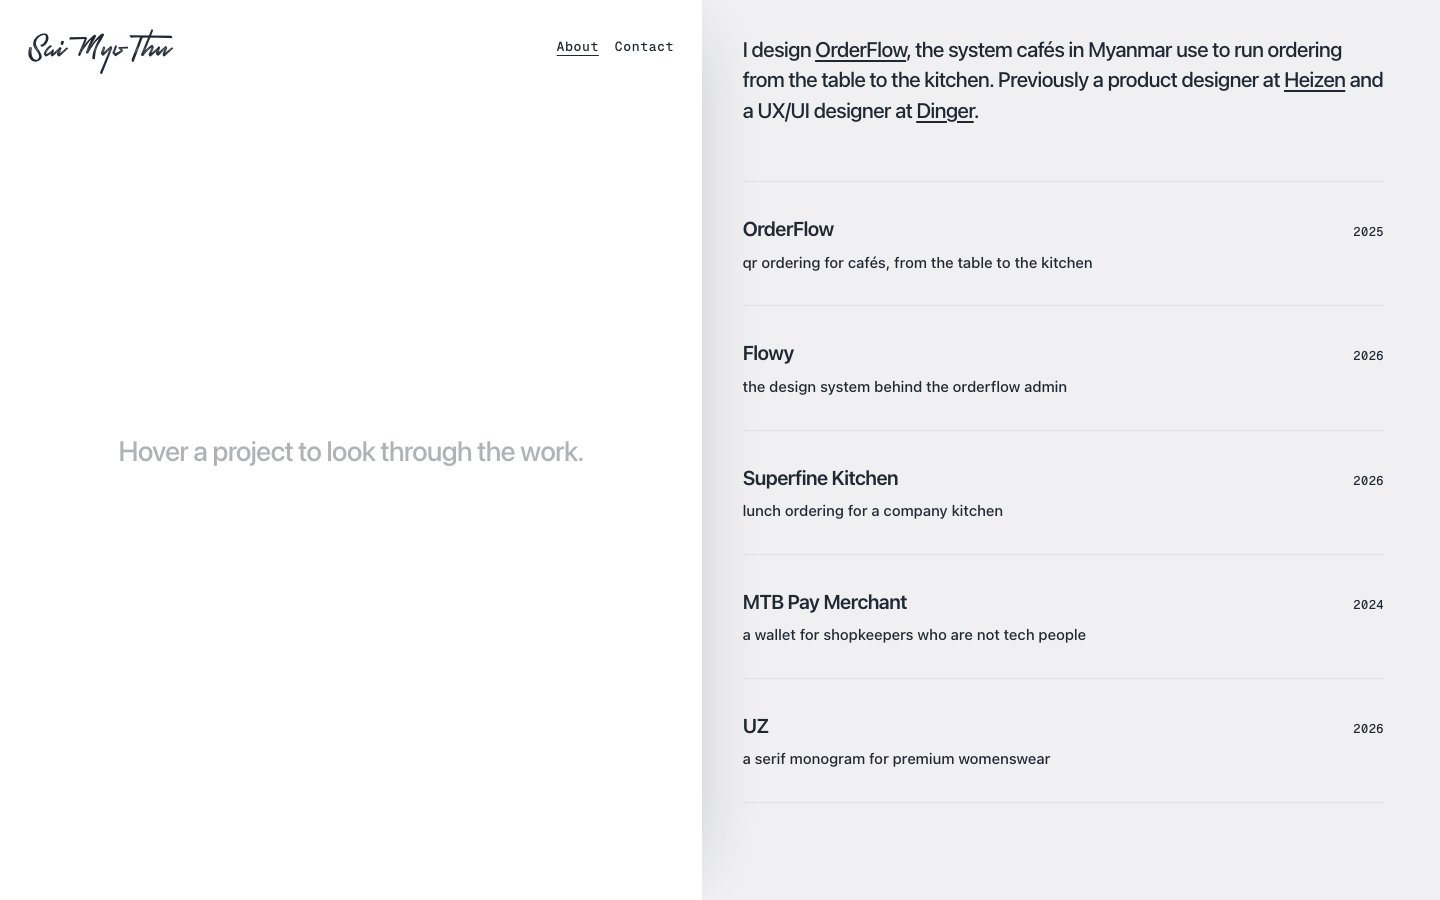 Sai Myo Thu
About Contact
Hover a project to look through the work.
I design OrderFlow, the system cafés in Myanmar use to run ordering
from the table to the kitchen. Previously a product designer at Heizen and
a UX/UI designer at Dinger.
OrderFlow 2025
qr ordering for cafés, from the table to the kitchen
Flowy 2026
the design system behind the orderflow admin
Superfine Kitchen 2026
lunch ordering for a company kitchen
MTB Pay Merchant 2024
a wallet for shopkeepers who are not tech people
UZ 2026
a serif monogram for premium womenswear